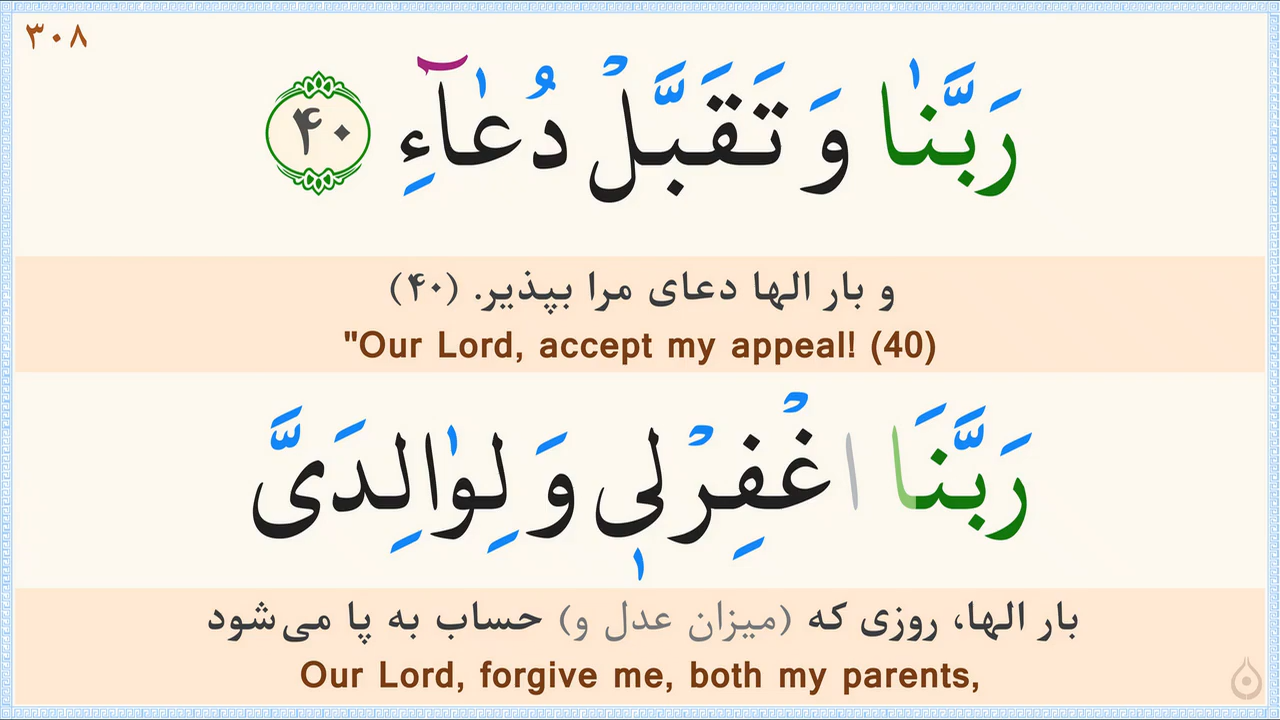 ۳۰۸
رَبَّنٰا وَ تَقَبَّلْ دُعٰٓاءِ ﴿۴۰﴾
و بار الها دعای مرا بپذیر. (۴۰)
"Our Lord, accept my appeal! (40)
رَبَّنَا اغْفِرْلٖی وَ لِوٰالِدَیَّ
بار الها، روزی که (میزان عدل و) حساب به پا می‌شود
Our Lord, forgive me, both my parents,